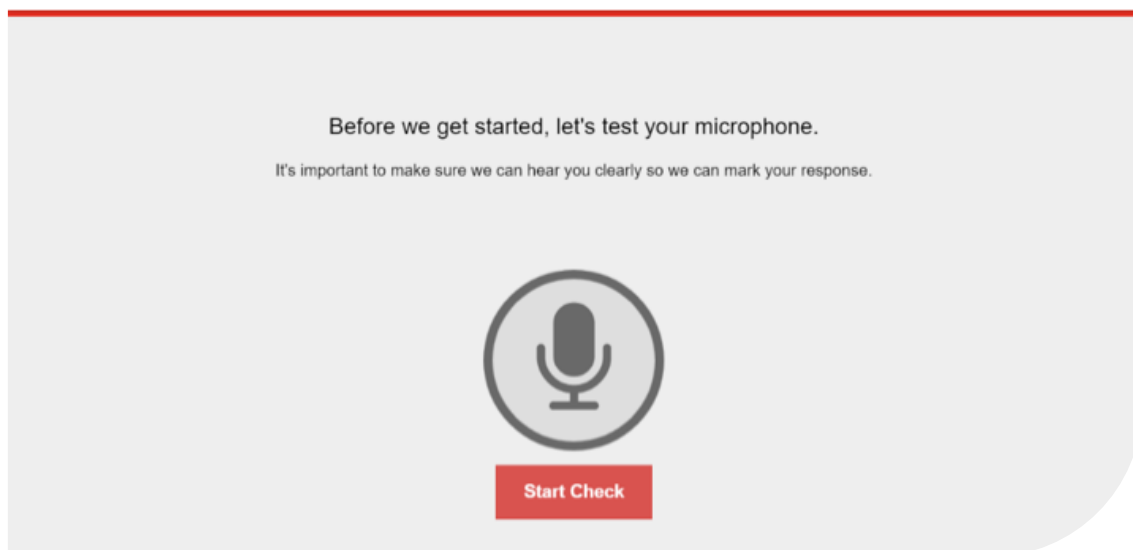 Before we get started, let's test your microphone.
It's important to make sure we can hear you clearly so we can mark your response.
Start Check